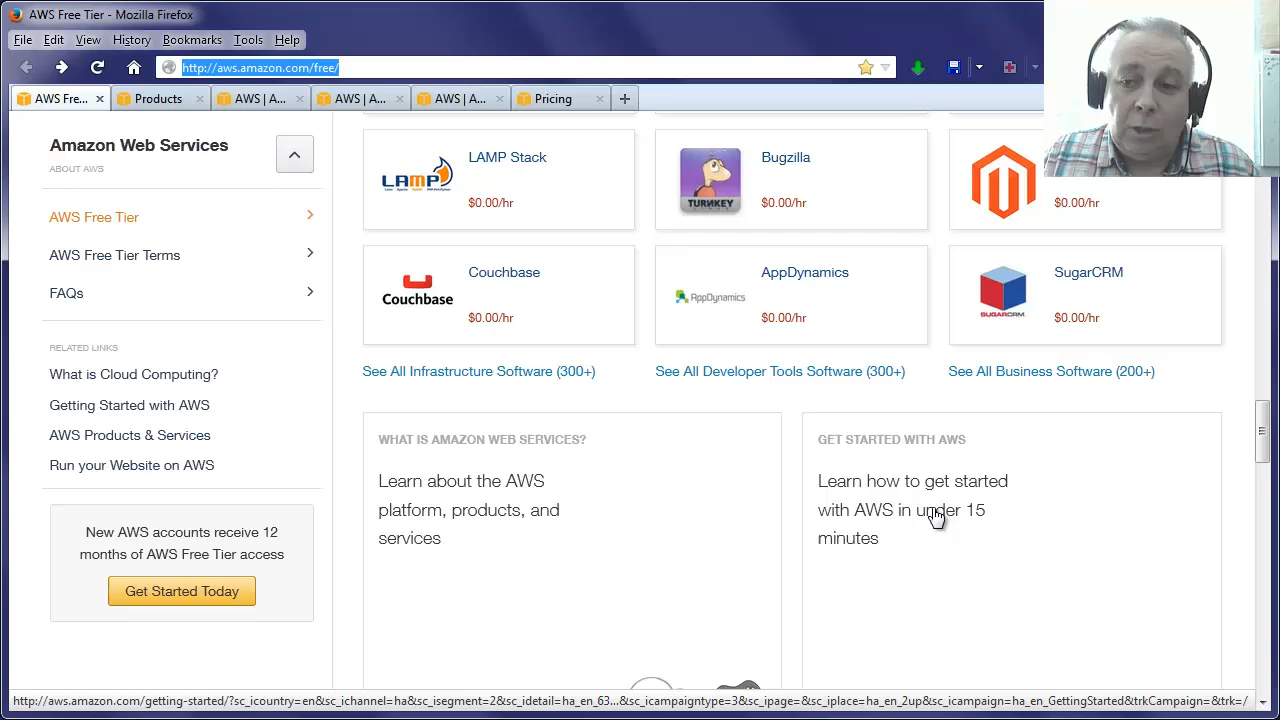 AWS Free Tier - Mozilla Firefox
File Edit View History Bookmarks Tools Help
http://aws.amazon.com/free/
AWS Fre... Products AWS | A... AWS | A... AWS | A... Pricing
Amazon Web Services
ABOUT AWS
AWS Free Tier
AWS Free Tier Terms
FAQs
RELATED LINKS
What is Cloud Computing?
Getting Started with AWS
AWS Products & Services
Run your Website on AWS
New AWS accounts receive 12
months of AWS Free Tier access
Get Started Today
LAMP
LAMP Stack
$0.00/hr
TURNKEY
Bugzilla
$0.00/hr
$0.00/hr
Couchbase
Couchbase
$0.00/hr
AppDynamics
AppDynamics
$0.00/hr
SUGARCRM
SugarCRM
$0.00/hr
See All Infrastructure Software (300+)
See All Developer Tools Software (300+)
See All Business Software (200+)
WHAT IS AMAZON WEB SERVICES?
Learn about the AWS
platform, products, and
services
GET STARTED WITH AWS
Learn how to get started
with AWS in under 15
minutes
http://aws.amazon.com/getting-started/?sc_icountry=en&sc_ichannel=ha&sc_isegment=2&sc_idetail=ha_en_63...&sc_icampaigntype=3&sc_ipage=&sc_iplace=ha_en_2up&sc_icampaign=ha_en_GettingStarted&trkCampaign=&trk=/